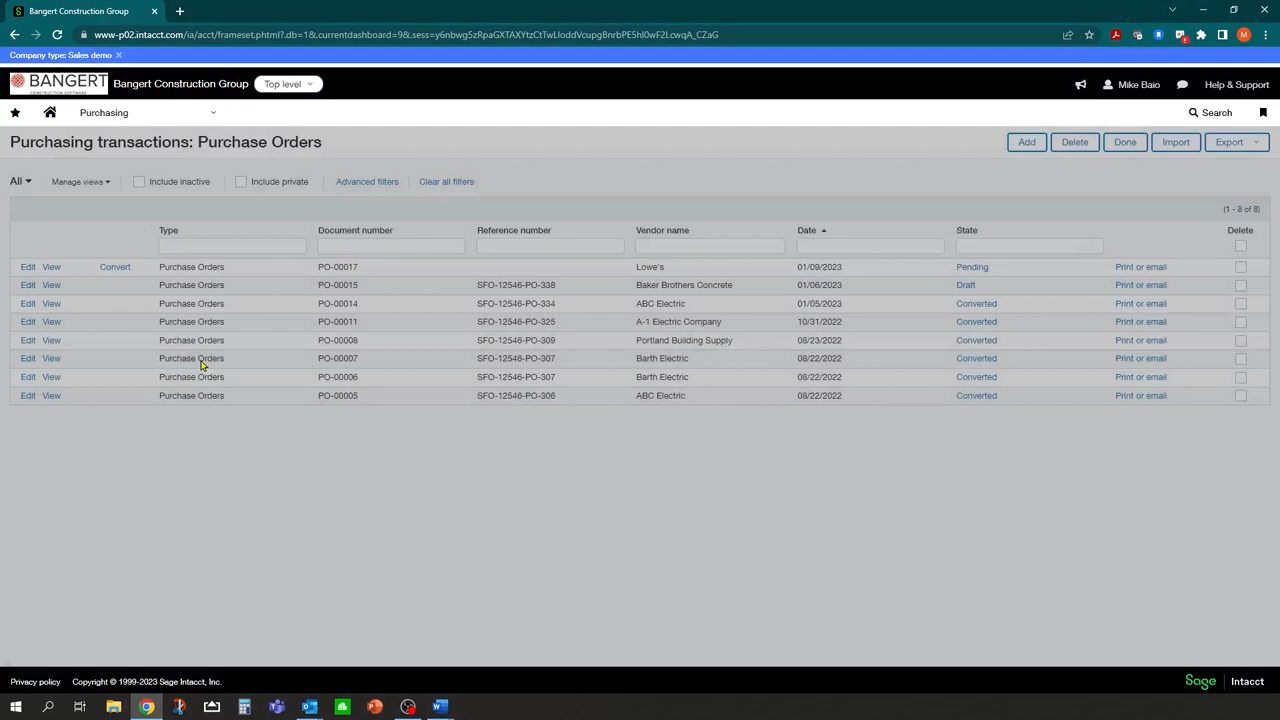 Bangert Construction Group
www-p02.intacct.com/ia/acct/frameset.phtml?.db=1&.currentdashboard=9&.sess=y6nbwg5zRpaGXTAXYtzCtTwLloddVcupg8nrbPE5hl0wF2LcwqA_CZaG
Company type: Sales demo
BANGERT Bangert Construction Group Top level Mike Baio Help & Support
CONSTRUCTION SOFTWARE
Purchasing Search
Purchasing transactions: Purchase Orders Add Delete Done Import Export
All Manage views Include inactive Include private Advanced filters Clear all filters
(1 - 8 of 8)
Type Document number Reference number Vendor name Date State Delete
Edit View Convert Purchase Orders PO-00017 Lowe's 01/09/2023 Pending Print or email
Edit View Purchase Orders PO-00015 SFO-12546-PO-338 Baker Brothers Concrete 01/06/2023 Draft Print or email
Edit View Purchase Orders PO-00014 SFO-12546-PO-334 ABC Electric 01/05/2023 Converted Print or email
Edit View Purchase Orders PO-00011 SFO-12546-PO-325 A-1 Electric Company 10/31/2022 Converted Print or email
Edit View Purchase Orders PO-00008 SFO-12546-PO-309 Portland Building Supply 08/23/2022 Converted Print or email
Edit View Purchase Orders PO-00007 SFO-12546-PO-307 Barth Electric 08/22/2022 Converted Print or email
Edit View Purchase Orders PO-00006 SFO-12546-PO-307 Barth Electric 08/22/2022 Converted Print or email
Edit View Purchase Orders PO-00005 SFO-12546-PO-306 ABC Electric 08/22/2022 Converted Print or email
Privacy policy Copyright © 1999-2023 Sage Intacct, Inc. Sage Intacct